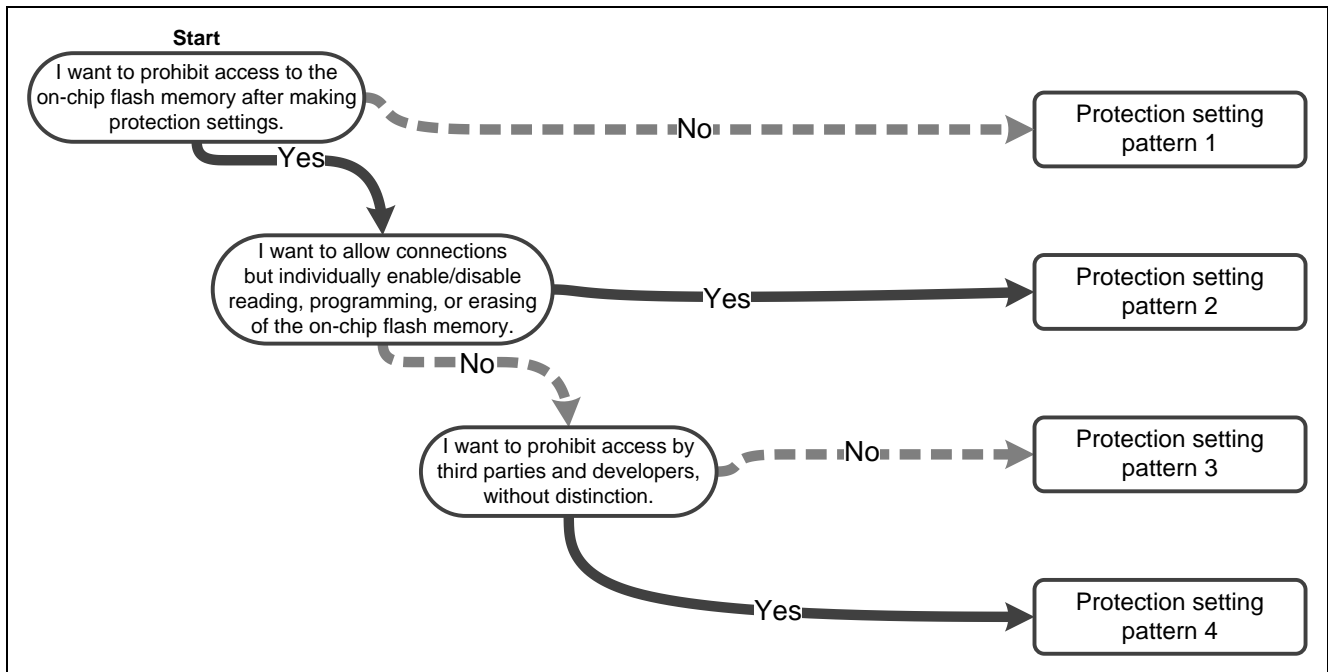 Start
I want to prohibit access to the
on-chip flash memory after making
protection settings.
No
Protection setting
pattern 1
Yes
I want to allow connections
but individually enable/disable
reading, programming, or erasing
of the on-chip flash memory.
Yes
Protection setting
pattern 2
No
I want to prohibit access by
third parties and developers,
without distinction.
No
Protection setting
pattern 3
Yes
Protection setting
pattern 4